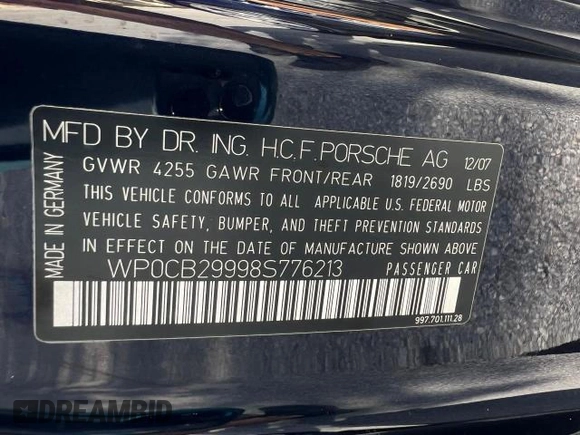 MFD BY DR. ING. H.C.F. PORSCHE AG 12/07
GVWR 4255 GAWR FRONT/REAR 1819/2690 LBS
THIS VEHICLE CONFORMS TO ALL APPLICABLE U.S. FEDERAL MOTOR
VEHICLE SAFETY, BUMPER, AND THEFT PREVENTION STANDARDS
IN EFFECT ON THE DATE OF MANUFACTURE SHOWN ABOVE
WP0CB29998S776213 PASSENGER CAR
997.701.111.28
MADE IN GERMANY
DREAMBID